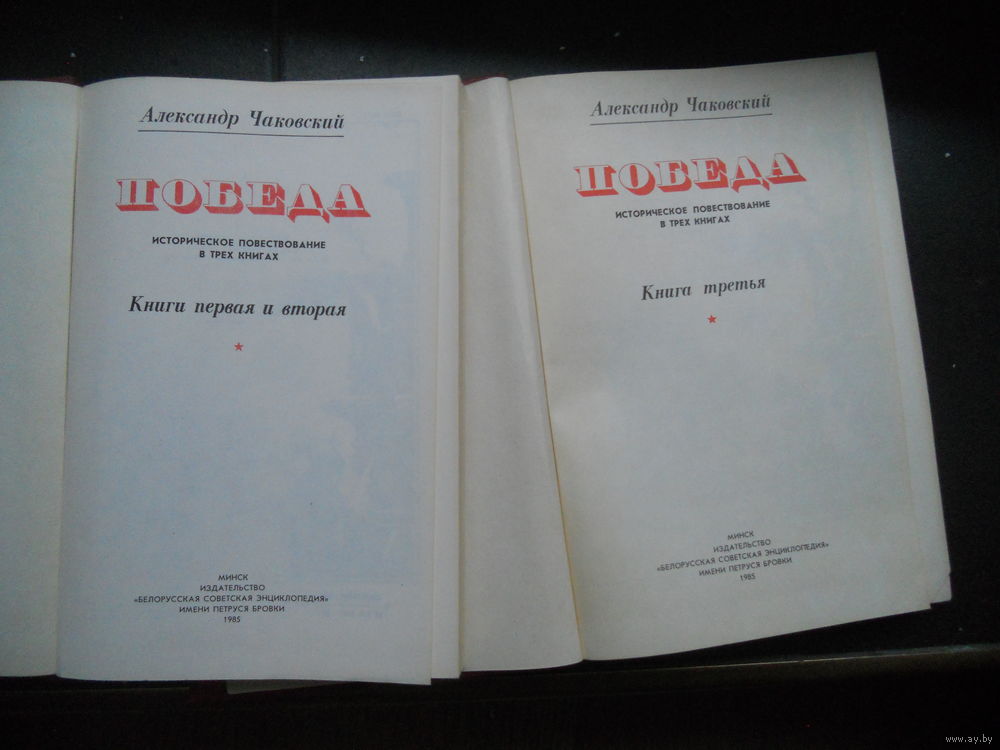 Александр Чаковский
ПОБЕДА
ИСТОРИЧЕСКОЕ ПОВЕСТВОВАНИЕ
В ТРЕХ КНИГАХ
Книги первая и вторая
МИНСК
ИЗДАТЕЛЬСТВО
«БЕЛОРУССКАЯ СОВЕТСКАЯ ЭНЦИКЛОПЕДИЯ»
ИМЕНИ ПЕТРУСЯ БРОВКИ
1985
Александр Чаковский
ПОБЕДА
ИСТОРИЧЕСКОЕ ПОВЕСТВОВАНИЕ
В ТРЕХ КНИГАХ
Книга третья
МИНСК
ИЗДАТЕЛЬСТВО
«БЕЛОРУССКАЯ СОВЕТСКАЯ ЭНЦИКЛОПЕДИЯ»
ИМЕНИ ПЕТРУСЯ БРОВКИ
1985
www.ay.by